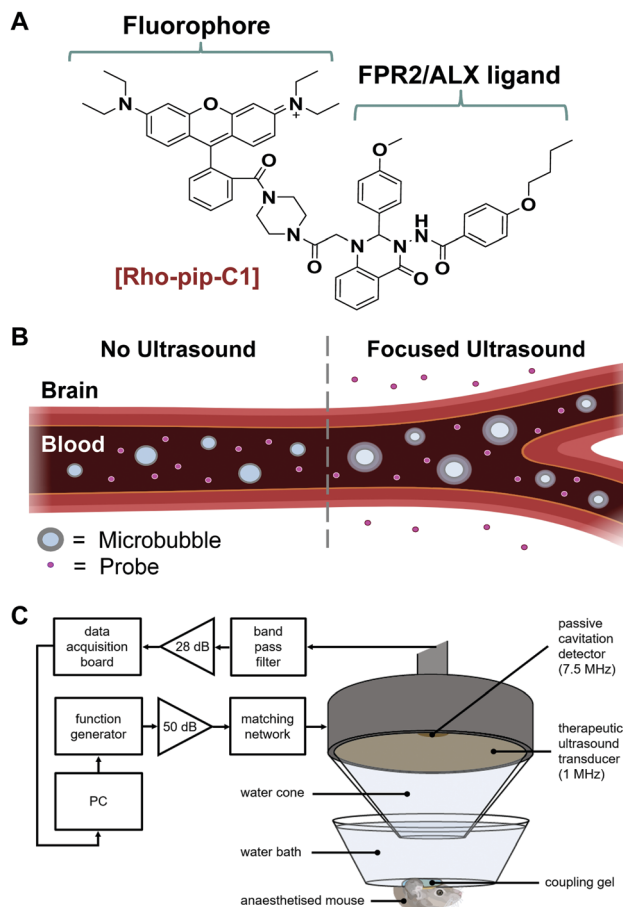 A
Fluorophore
FPR2/ALX ligand
N
O
N
+
O
N
N
O
O
N
N
O
NH
O
O
[Rho-pip-C1]
B
No Ultrasound
Focused Ultrasound
Brain
Blood
= Microbubble
= Probe
C
data
acquisition
board
28 dB
band
pass
filter
passive
cavitation
detector
(7.5 MHz)
function
generator
50 dB
matching
network
therapeutic
ultrasound
transducer
(1 MHz)
PC
water cone
water bath
coupling gel
anaesthetised mouse